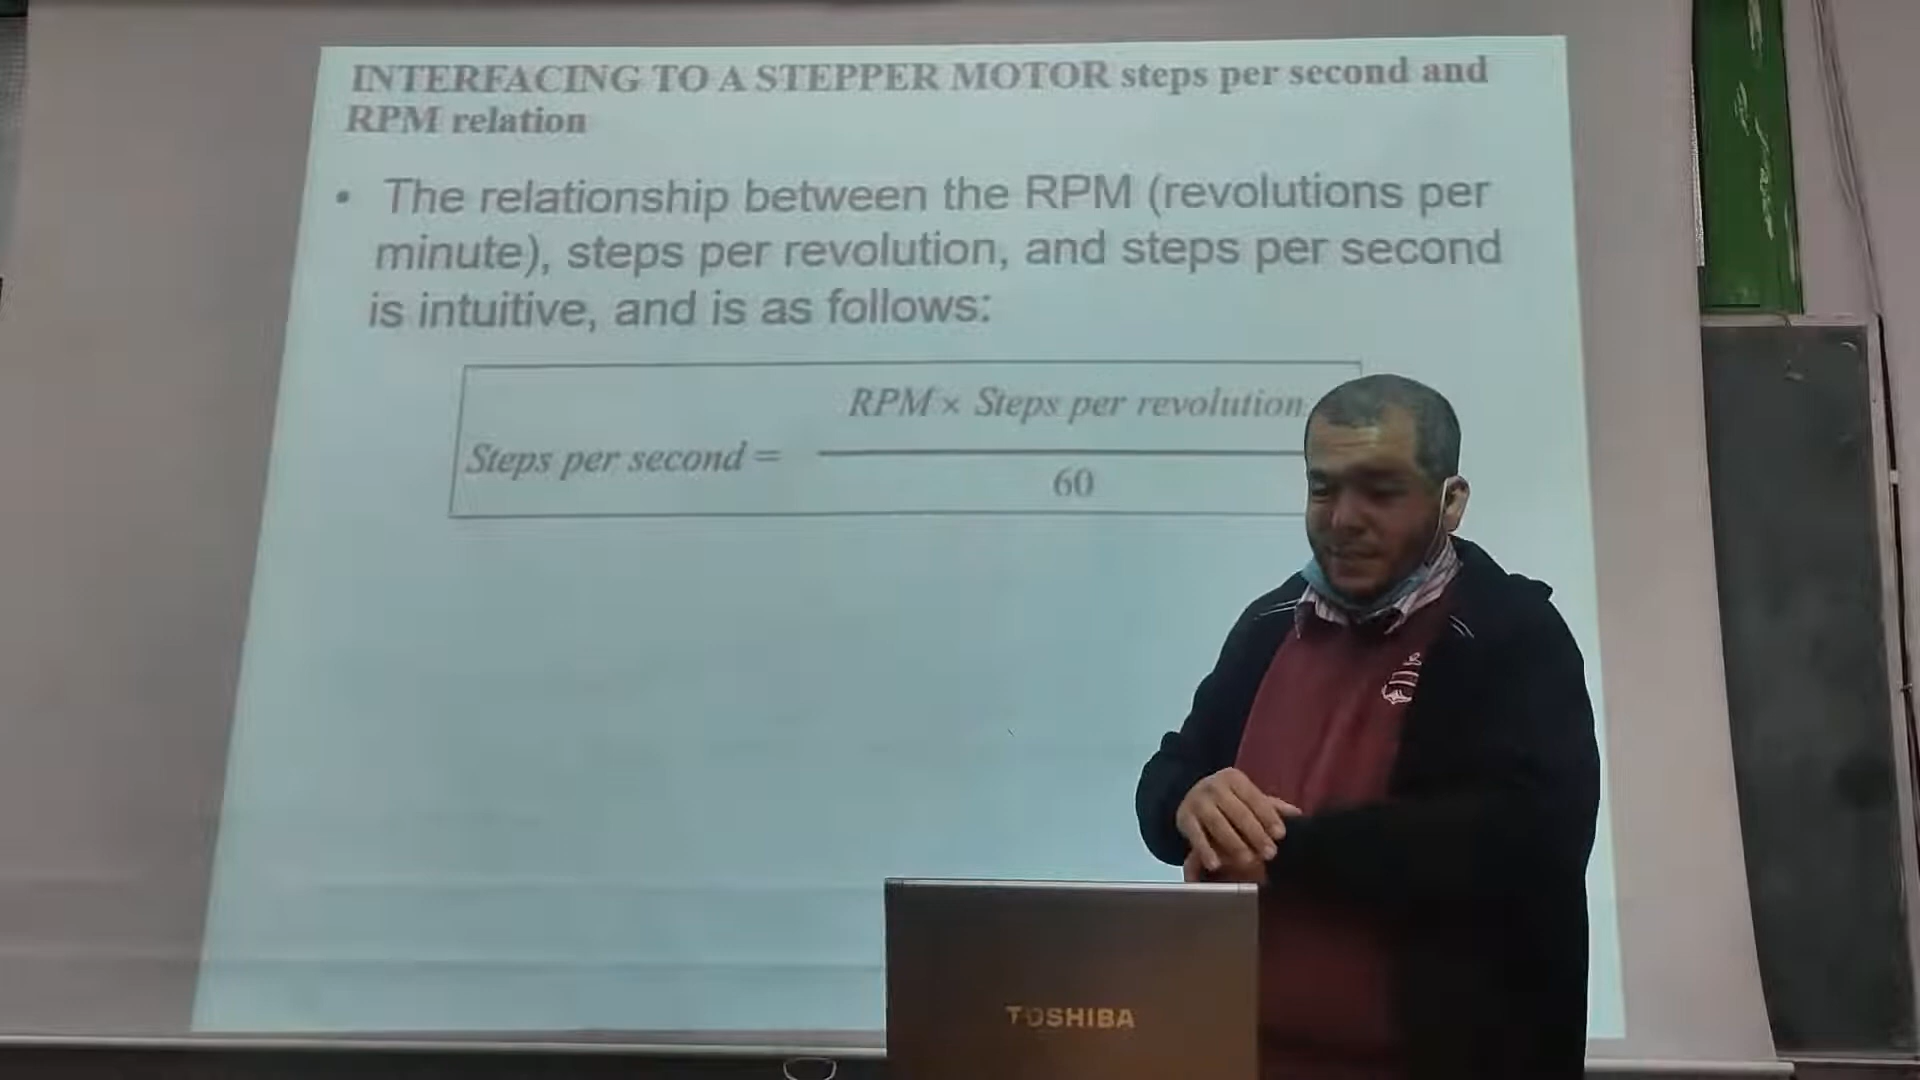 INTERFACING TO A STEPPER MOTOR steps per second and
RPM relation
• The relationship between the RPM (revolutions per
minute), steps per revolution, and steps per second
is intuitive, and is as follows:
RPM × Steps per revolution
Steps per second =
60
TOSHIBA